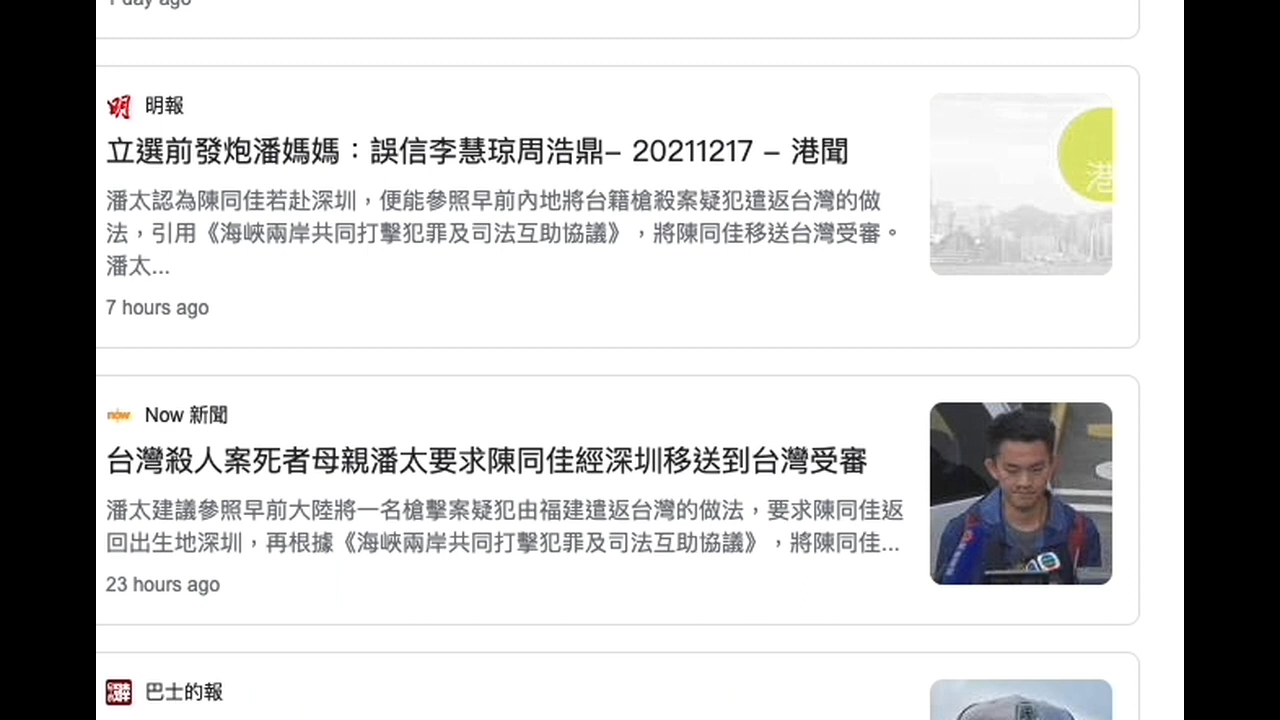 1 day ago
明報
立選前發炮潘媽媽：誤信李慧琼周浩鼎– 20211217 – 港聞
潘太認為陳同佳若赴深圳，便能參照早前內地將台籍槍殺案疑犯遣返台灣的做
法，引用《海峽兩岸共同打擊犯罪及司法互助協議》，將陳同佳移送台灣受審。
潘太...
7 hours ago
港
Now 新聞
台灣殺人案死者母親潘太要求陳同佳經深圳移送到台灣受審
潘太建議參照早前大陸將一名槍擊案疑犯由福建遣返台灣的做法，要求陳同佳返
回出生地深圳，再根據《海峽兩岸共同打擊犯罪及司法互助協議》，將陳同佳...
23 hours ago
巴士的報